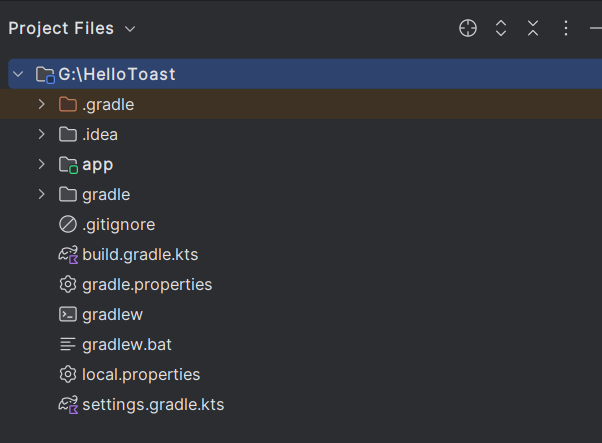 Project Files
G:\HelloToast
.gradle
.idea
app
gradle
.gitignore
build.gradle.kts
gradle.properties
gradlew
gradlew.bat
local.properties
settings.gradle.kts